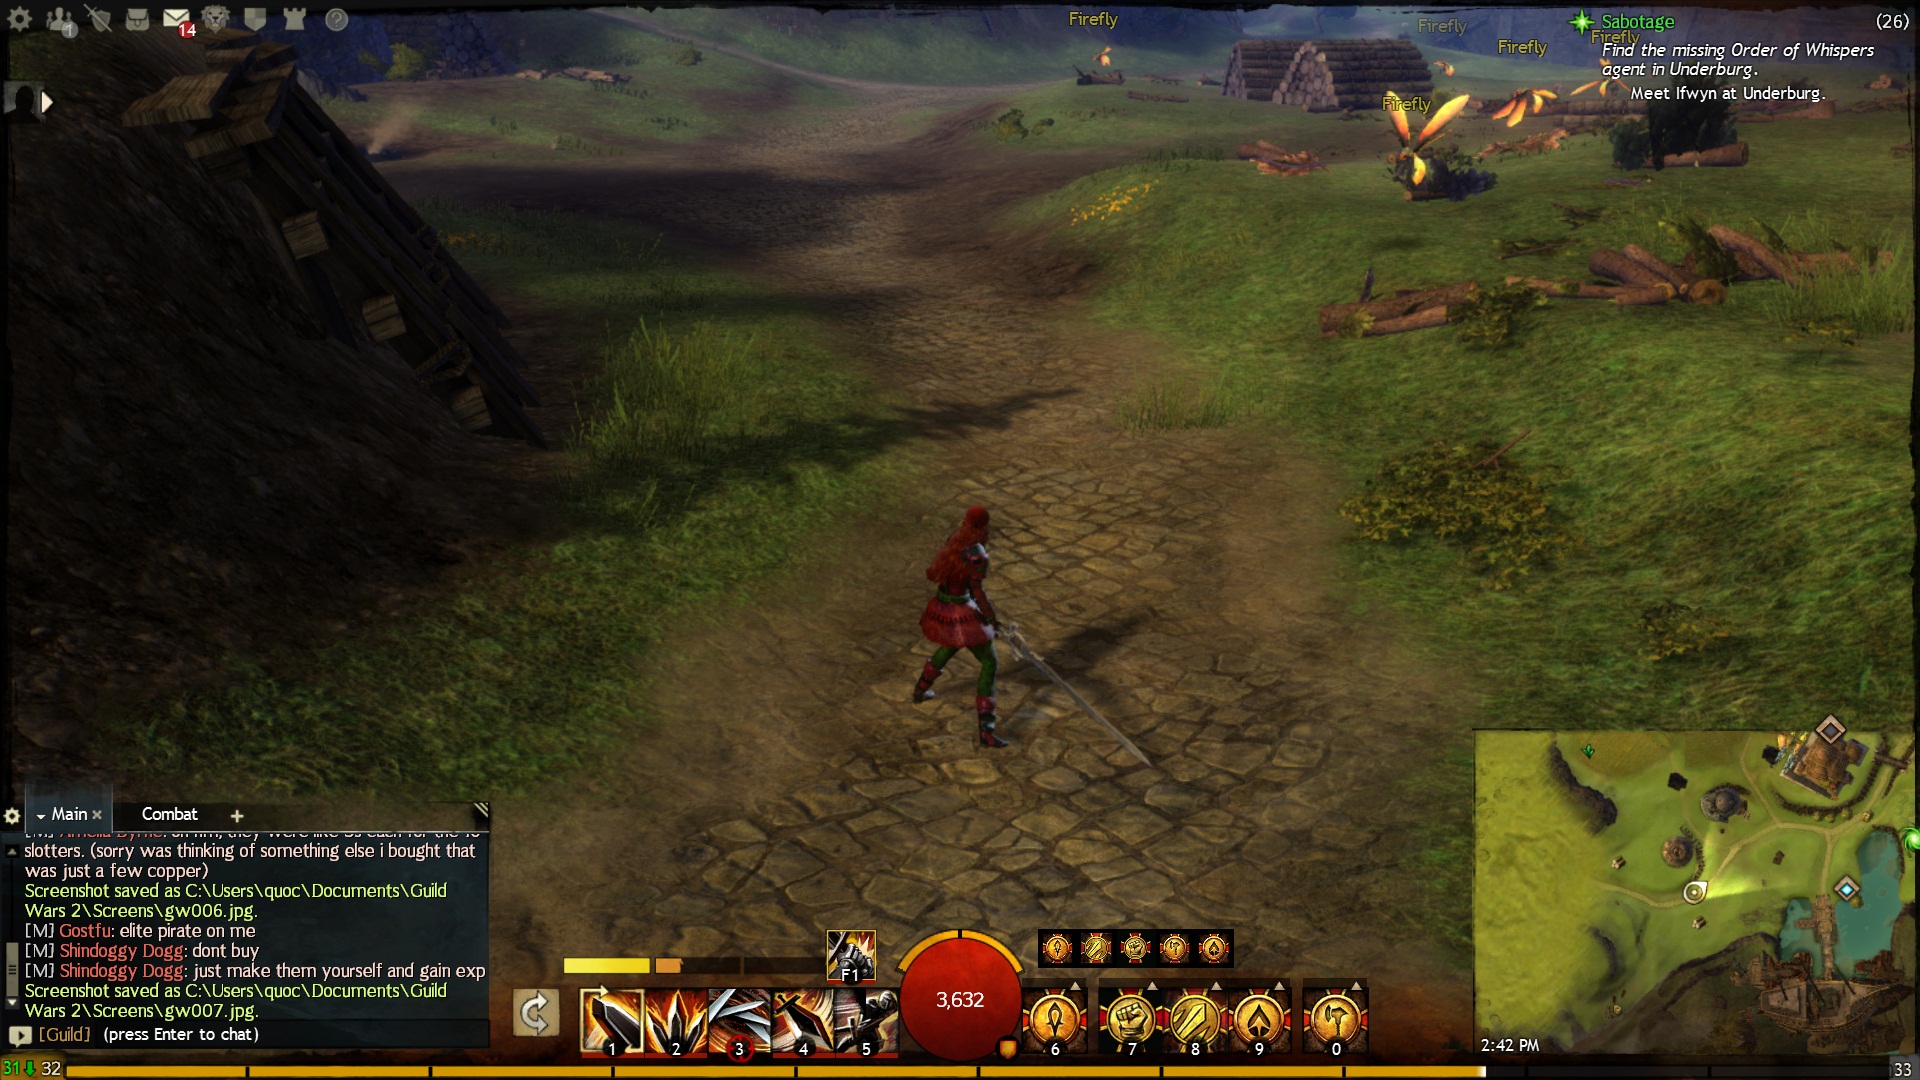 1
14
Firefly
Firefly
Firefly
Firefly
Firefly
Sabotage
(26)
Find the missing Order of Whispers
agent in Underburg.
Meet Ifwyn at Underburg.
Main
Combat
slotters. (sorry was thinking of something else i bought that
was just a few copper)
Screenshot saved as C:\Users\quoc\Documents\Guild
Wars 2\Screens\gw006.jpg.
[M] Gostfu: elite pirate on me
[M] Shindoggy Dogg: dont buy
[M] Shindoggy Dogg: just make them yourself and gain exp
Screenshot saved as C:\Users\quoc\Documents\Guild
Wars 2\Screens\gw007.jpg.
[Guild] (press Enter to chat)
31 32
F1
3,632
1 2 3 4 5 6 7 8 9 0
2:42 PM
33